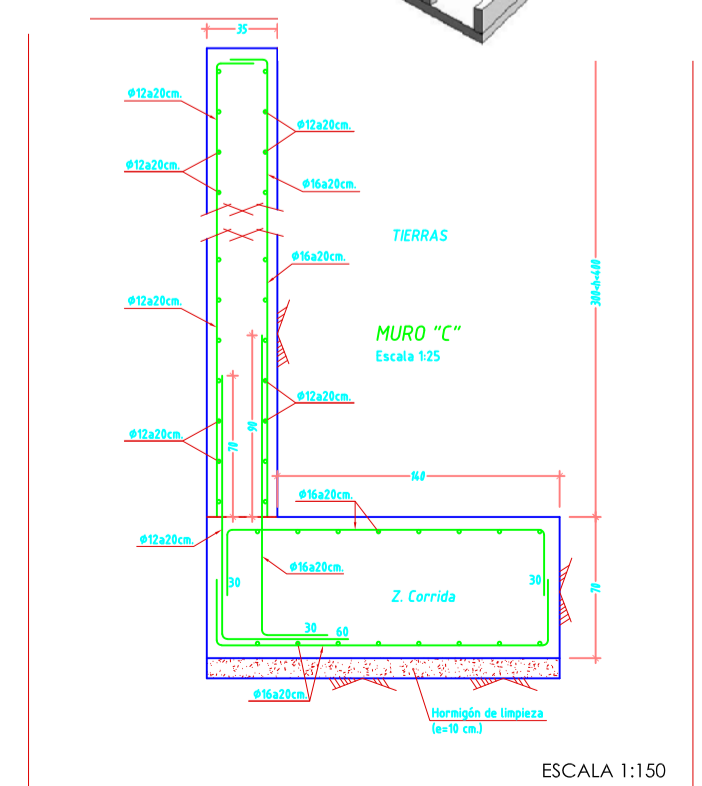 35
Ø12a20cm.
Ø12a20cm.
Ø12a20cm.
Ø16a20cm.
TIERRAS
Ø16a20cm.
300<h<400
Ø12a20cm.
MURO "C"
Escala 1:25
90
70
Ø12a20cm.
Ø12a20cm.
140
Ø16a20cm.
Ø12a20cm.
Ø16a20cm.
30
30
70
Z. Corrida
30
60
Ø16a20cm.
Hormigón de limpieza
(e=10 cm.)
ESCALA 1:150